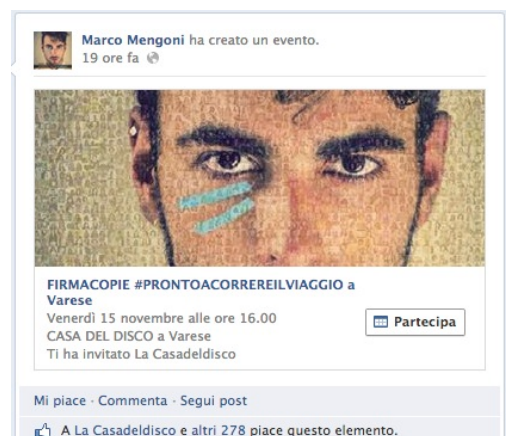 Marco Mengoni ha creato un evento.
19 ore fa
FIRMACOPIE #PRONTOACORREREILVIAGGIO a
Varese
Venerdì 15 novembre alle ore 16.00
CASA DEL DISCO a Varese
Ti ha invitato La Casadeldisco
Partecipa
Mi piace · Commenta · Segui post
A La Casadeldisco e altri 278 piace questo elemento.